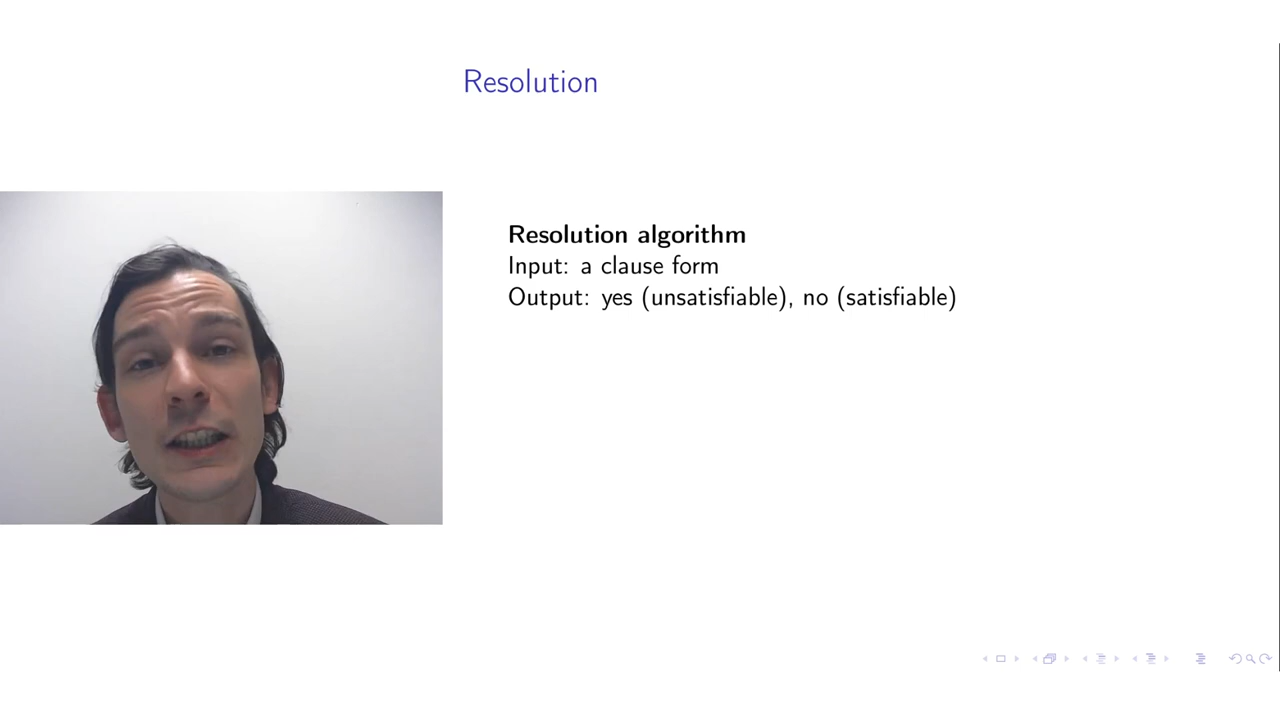 Resolution
Resolution algorithm
Input: a clause form
Output: yes (unsatisfiable), no (satisfiable)